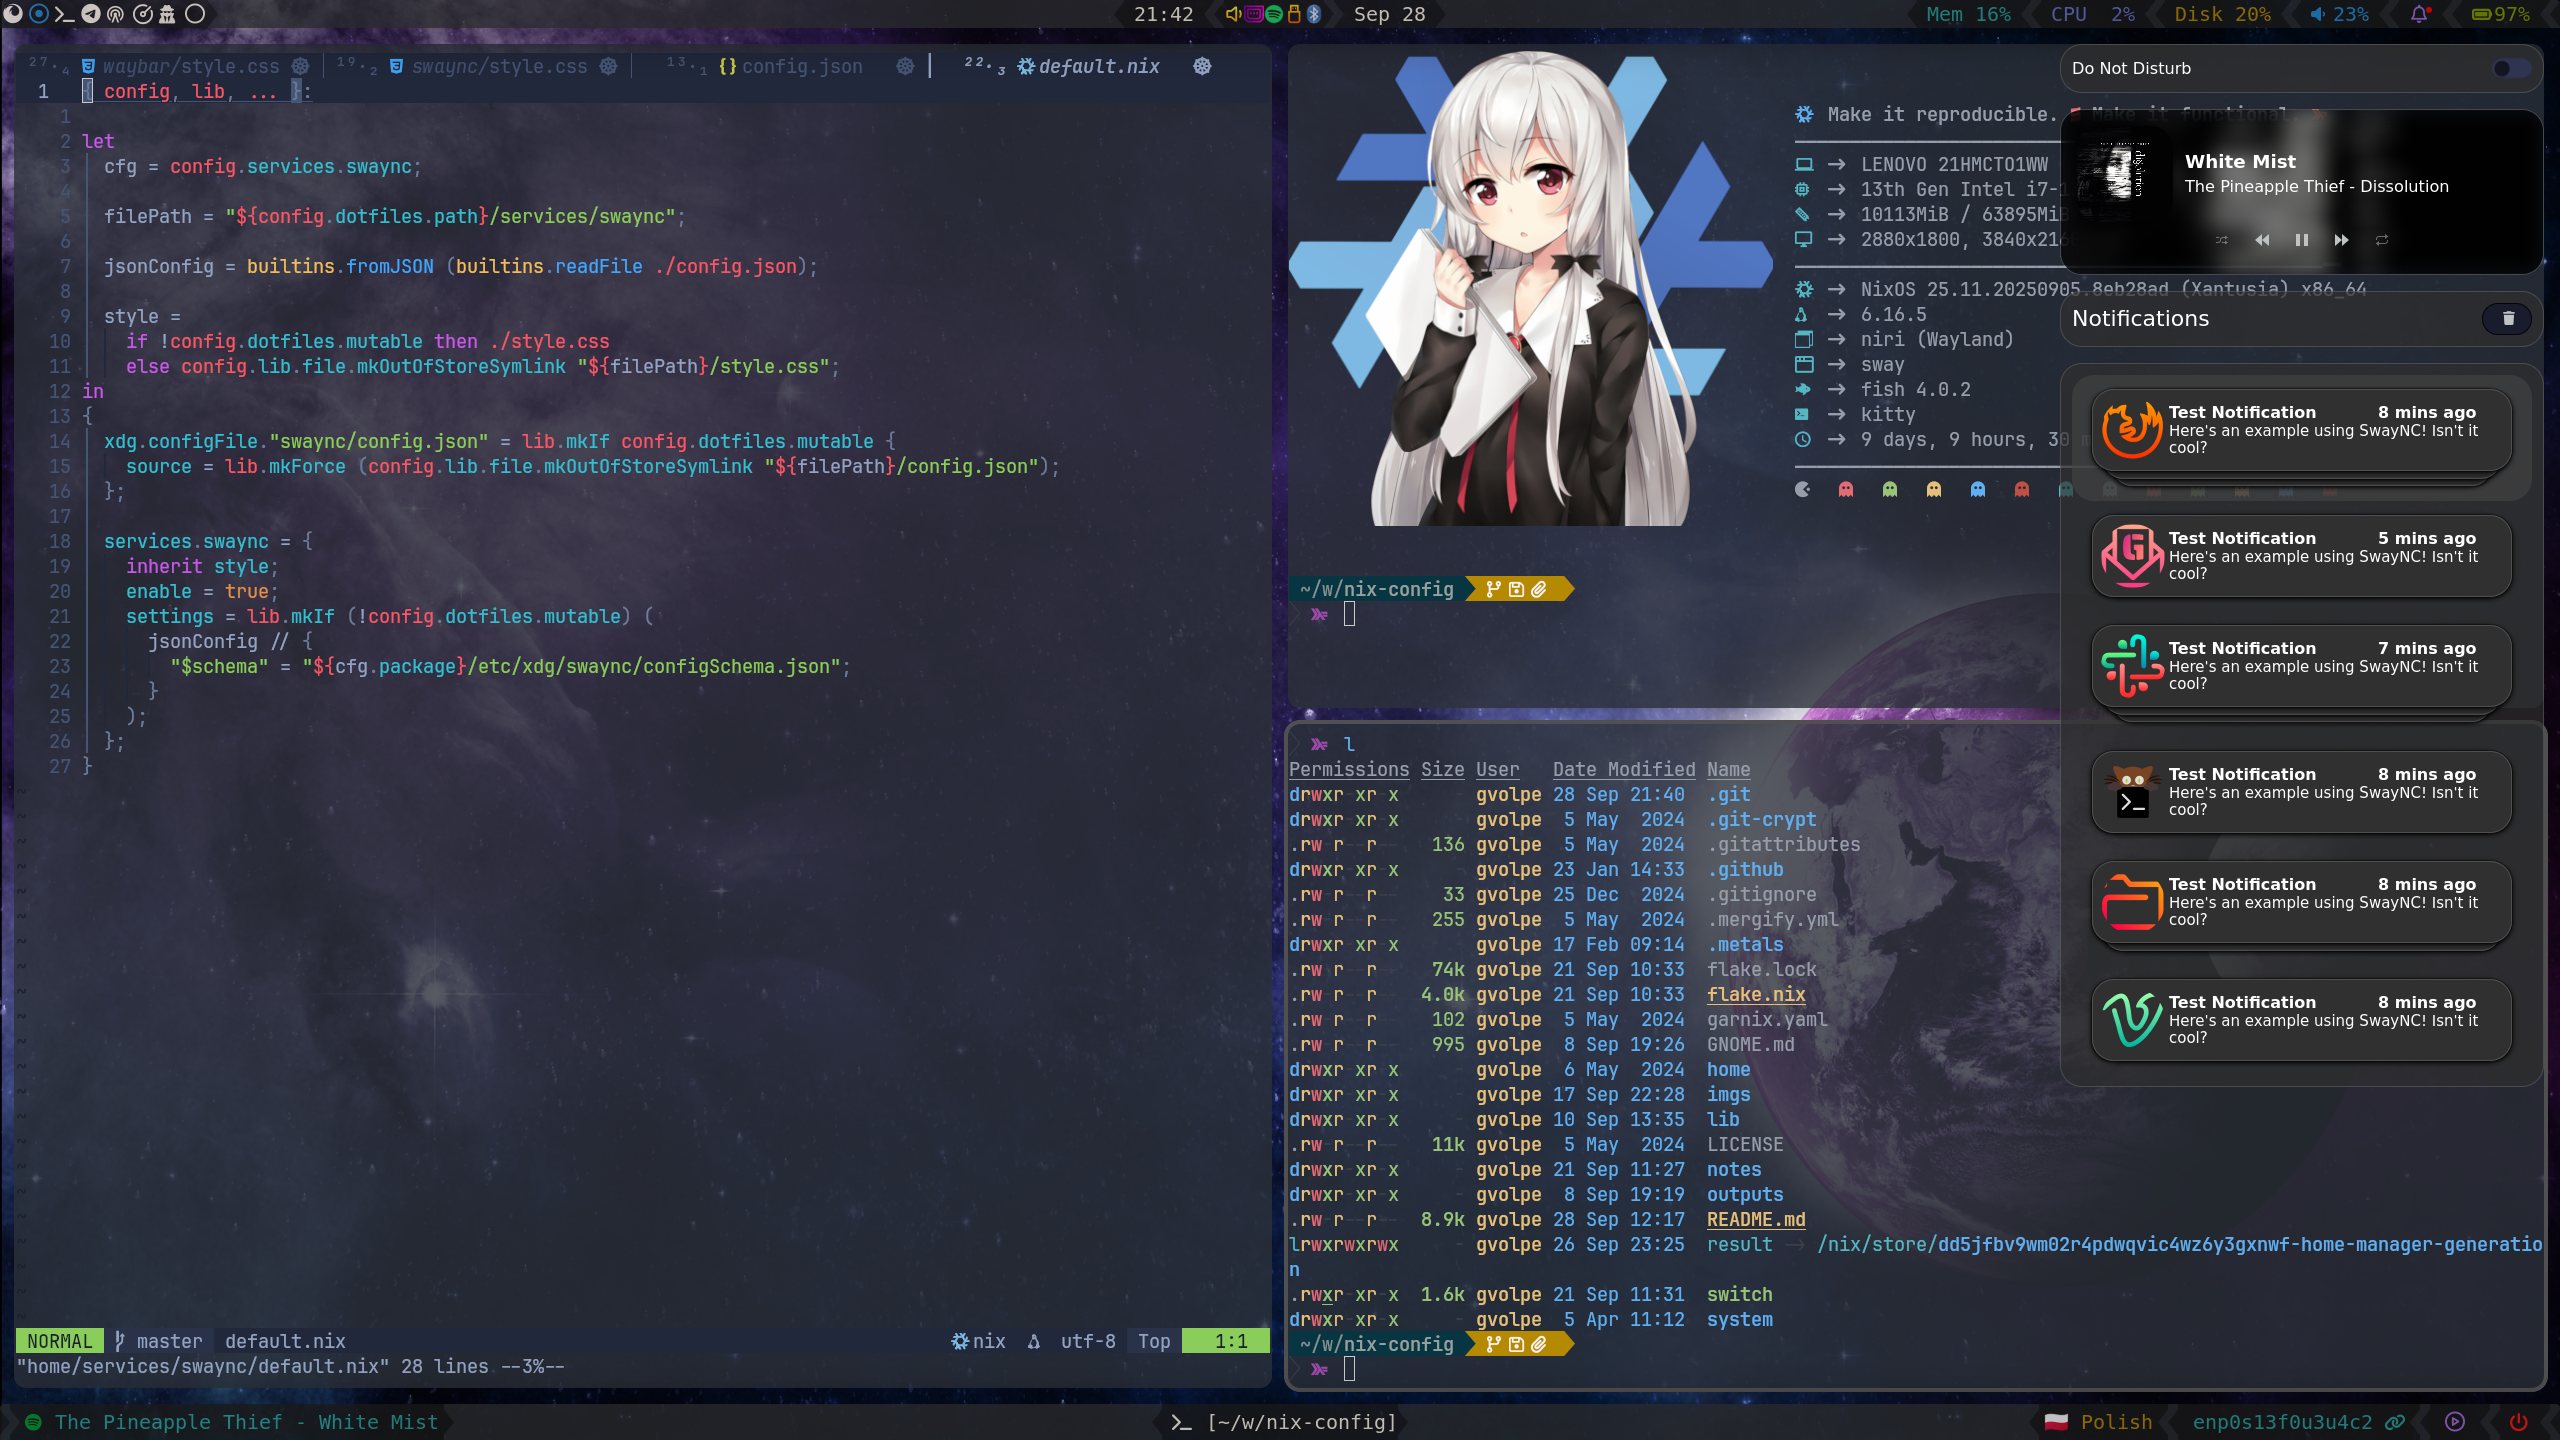 21:42
Sep 28
Mem 16%
CPU 2%
Disk 20%
23%
97%
27.4 waybar/style.css
19.2 swaync/style.css
13.1 {} config.json
22.3 default.nix
1 { config, lib, ... }:
1
2 let
3 cfg = config.services.swaync;
4
5 filePath = "${config.dotfiles.path}/services/swaync";
6
7 jsonConfig = builtins.fromJSON (builtins.readFile ./config.json);
8
9 style =
10 if !config.dotfiles.mutable then ./style.css
11 else config.lib.file.mkOutOfStoreSymlink "${filePath}/style.css";
12 in
13 {
14 xdg.configFile."swaync/config.json" = lib.mkIf config.dotfiles.mutable {
15 source = lib.mkForce (config.lib.file.mkOutOfStoreSymlink "${filePath}/config.json");
16 };
17
18 services.swaync = {
19 inherit style;
20 enable = true;
21 settings = lib.mkIf (!config.dotfiles.mutable) (
22 jsonConfig // {
23 "$schema" = "${cfg.package}/etc/xdg/swaync/configSchema.json";
24 }
25 );
26 };
27 }
NORMAL master default.nix
nix utf-8 Top 1:1
"home/services/swaync/default.nix" 28 lines --3%--
Make it reproducible. Make it functional.
→ LENOVO 21HMCTO1WW
→ 13th Gen Intel i7-1
→ 10113MiB / 63895MiB
→ 2880x1800, 3840x216
→ NixOS 25.11.20250905.8eb28ad (Xantusia) x86_64
→ 6.16.5
→ niri (Wayland)
→ sway
→ fish 4.0.2
→ kitty
→ 9 days, 9 hours, 30 m
~/w/nix-config
l
Permissions Size User Date Modified Name
drwxr-xr-x - gvolpe 28 Sep 21:40 .git
drwxr-xr-x - gvolpe 5 May 2024 .git-crypt
.rw-r--r-- 136 gvolpe 5 May 2024 .gitattributes
drwxr-xr-x - gvolpe 23 Jan 14:33 .github
.rw-r--r-- 33 gvolpe 25 Dec 2024 .gitignore
.rw-r--r-- 255 gvolpe 5 May 2024 .mergify.yml
drwxr-xr-x - gvolpe 17 Feb 09:14 .metals
.rw-r--r-- 74k gvolpe 21 Sep 10:33 flake.lock
.rw-r--r-- 4.0k gvolpe 21 Sep 10:33 flake.nix
.rw-r--r-- 102 gvolpe 5 May 2024 garnix.yaml
.rw-r--r-- 995 gvolpe 8 Sep 19:26 GNOME.md
drwxr-xr-x - gvolpe 6 May 2024 home
drwxr-xr-x - gvolpe 17 Sep 22:28 imgs
drwxr-xr-x - gvolpe 10 Sep 13:35 lib
.rw-r--r-- 11k gvolpe 5 May 2024 LICENSE
drwxr-xr-x - gvolpe 21 Sep 11:27 notes
drwxr-xr-x - gvolpe 8 Sep 19:19 outputs
.rw-r--r-- 8.9k gvolpe 28 Sep 12:17 README.md
lrwxrwxrwx - gvolpe 26 Sep 23:25 result -> /nix/store/dd5jfbv9wm02r4pdwqvic4wz6y3gxnwf-home-manager-generatio
n
.rwxr-xr-x 1.6k gvolpe 21 Sep 11:31 switch
drwxr-xr-x - gvolpe 5 Apr 11:12 system
~/w/nix-config
Do Not Disturb
White Mist
The Pineapple Thief - Dissolution
Notifications
Test Notification 8 mins ago
Here's an example using SwayNC! Isn't it
cool?
Test Notification 5 mins ago
Here's an example using SwayNC! Isn't it
cool?
Test Notification 7 mins ago
Here's an example using SwayNC! Isn't it
cool?
Test Notification 8 mins ago
Here's an example using SwayNC! Isn't it
cool?
Test Notification 8 mins ago
Here's an example using SwayNC! Isn't it
cool?
Test Notification 8 mins ago
Here's an example using SwayNC! Isn't it
cool?
The Pineapple Thief - White Mist
[~/w/nix-config]
Polish
enp0s13f0u3u4c2